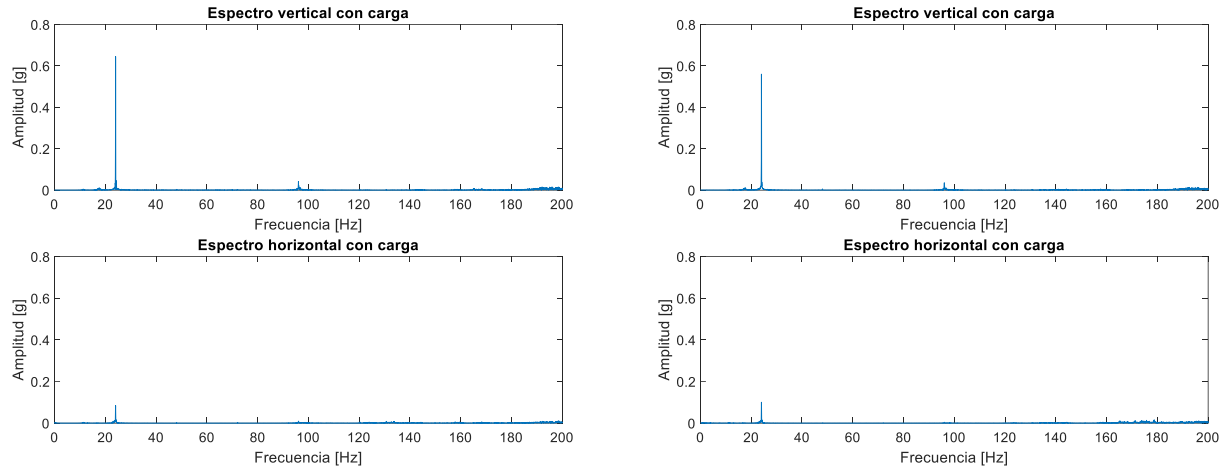 Espectro vertical con carga
0.8
0.6
0.4
0.2
0
Amplitud [g]
0 20 40 60 80 100 120 140 160 180 200
Frecuencia [Hz]
Espectro horizontal con carga
0.8
0.6
0.4
0.2
0
Amplitud [g]
0 20 40 60 80 100 120 140 160 180 200
Frecuencia [Hz]
Espectro vertical con carga
0.8
0.6
0.4
0.2
0
Amplitud [g]
0 20 40 60 80 100 120 140 160 180 200
Frecuencia [Hz]
Espectro horizontal con carga
0.8
0.6
0.4
0.2
0
Amplitud [g]
0 20 40 60 80 100 120 140 160 180 200
Frecuencia [Hz]